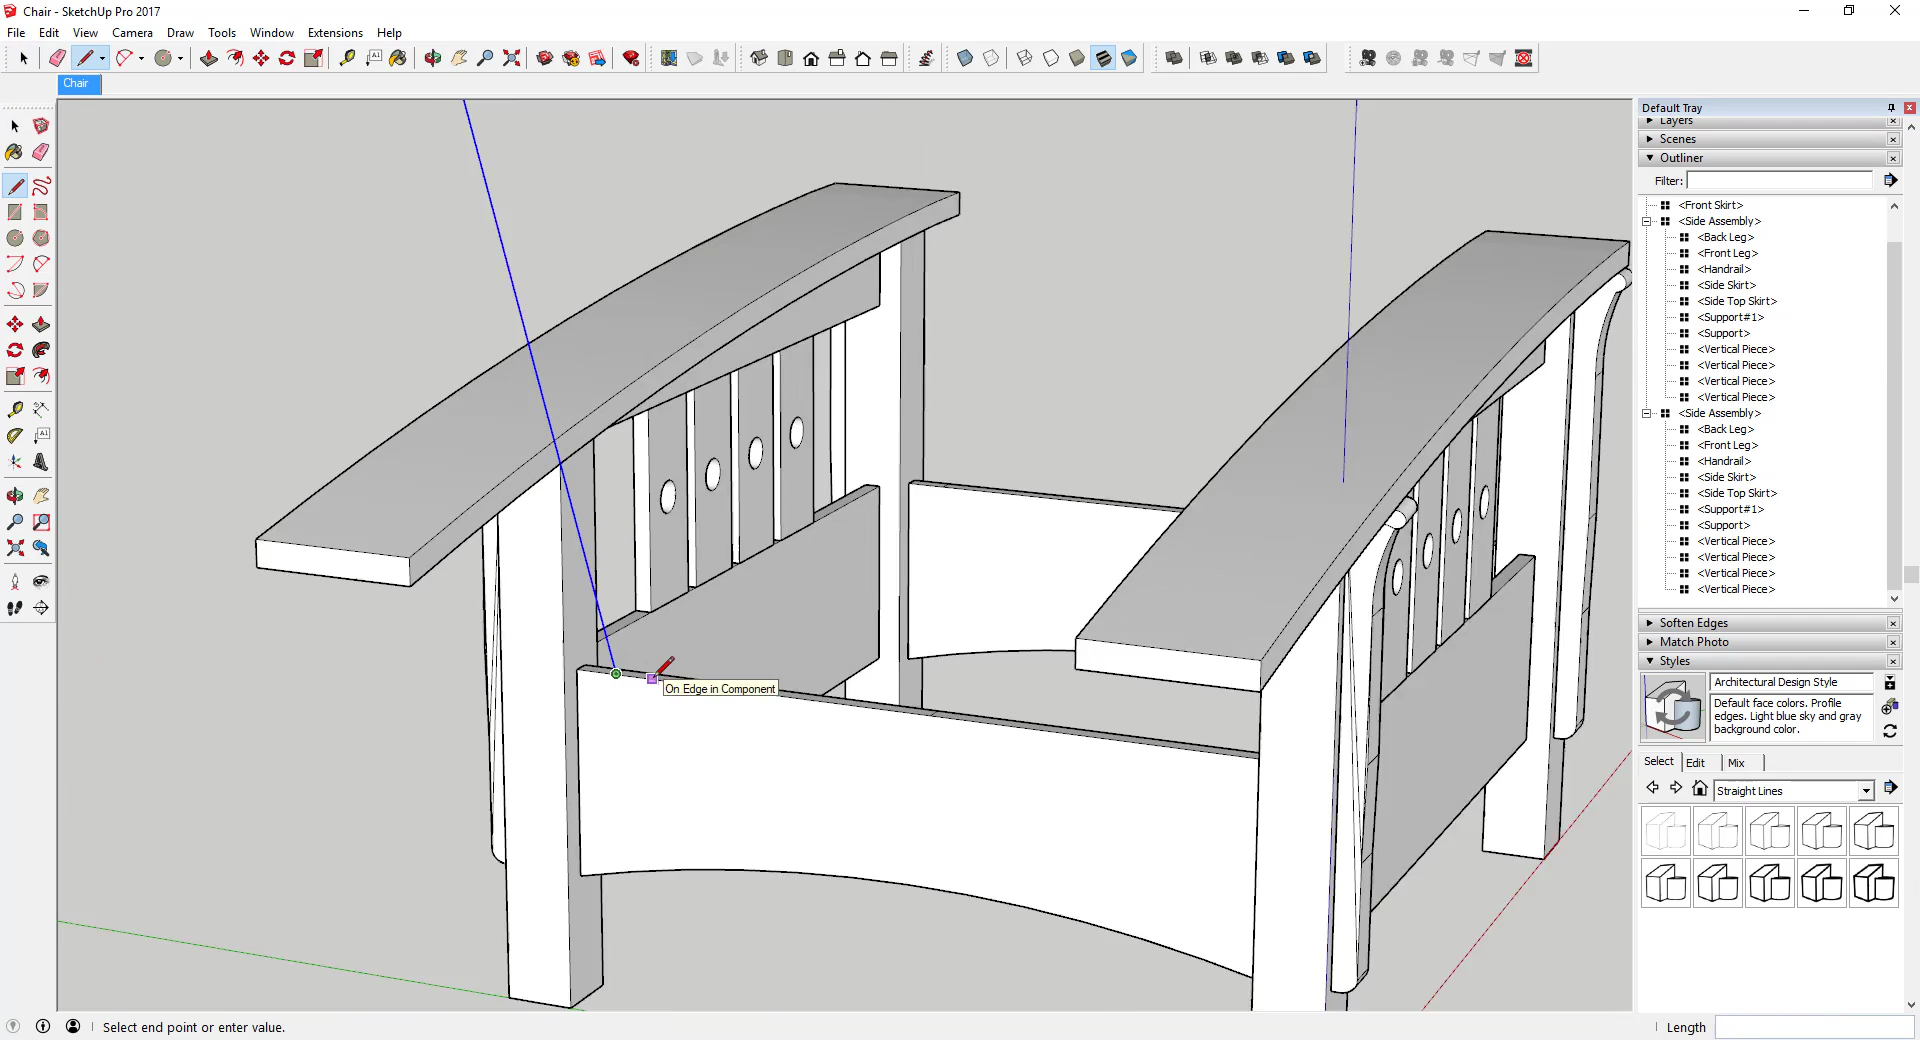 Chair - SketchUp Pro 2017
File Edit View Camera Draw Tools Window Extensions Help
Chair
Default Tray
Layers
Scenes
Outliner
Filter:
<Front Skirt>
<Side Assembly>
<Back Leg>
<Front Leg>
<Handrail>
<Side Skirt>
<Side Top Skirt>
<Support#1>
<Support>
<Vertical Piece>
<Vertical Piece>
<Vertical Piece>
<Vertical Piece>
<Side Assembly>
<Back Leg>
<Front Leg>
<Handrail>
<Side Skirt>
<Side Top Skirt>
<Support#1>
<Support>
<Vertical Piece>
<Vertical Piece>
<Vertical Piece>
<Vertical Piece>
Soften Edges
Match Photo
Styles
Architectural Design Style
Default face colors. Profile
edges. Light blue sky and gray
background color.
Select Edit Mix
Straight Lines
On Edge in Component
Select end point or enter value.
Length